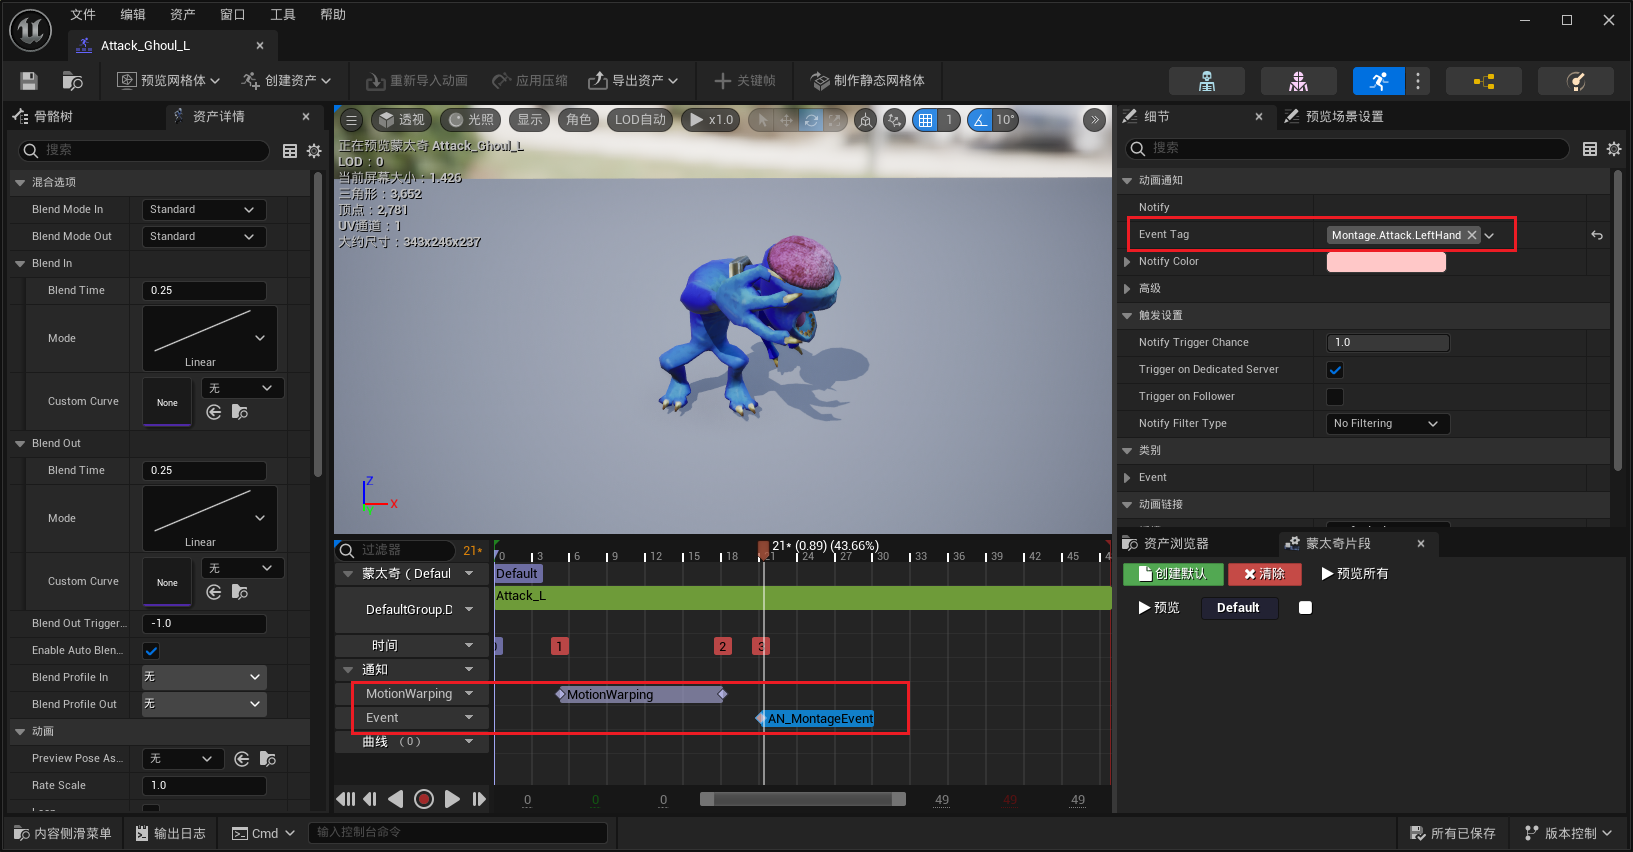 文件 编辑 资产 窗口 工具 帮助
Attack_Ghoul_L
预览网格体 创建资产 重新导入动画 应用压缩 导出资产 关键帧 制作静态网格体
骨骼树 资产详情
搜索
混合选项
Blend Mode In Standard
Blend Mode Out Standard
Blend In
Blend Time 0.25
Mode
Linear
Custom Curve None 无
Blend Out
Blend Time 0.25
Mode
Linear
Custom Curve None 无
Blend Out Trigger... -1.0
Enable Auto Blen...
Blend Profile In 无
Blend Profile Out 无
动画
Preview Pose As... 无
Rate Scale 1.0
透视 光照 显示 角色 LOD自动 x1.0 1 10°
正在预览蒙太奇 Attack_Ghoul_L
LOD：0
当前屏幕大小：1.426
三角形：3,652
顶点：2,781
UV通道：1
大约尺寸：343x246x237
Z
X
过滤器 21*
21* (0.89) (43.66%)
0 3 6 9 12 15 18 21 24 27 30 33 36 39 42 45
蒙太奇（Defaul Default
DefaultGroup.D Attack_L
时间 1 2 3
通知
MotionWarping MotionWarping
Event AN_MontageEvent
曲线 （0）
0 0 0 49 49 49
细节 预览场景设置
搜索
动画通知
Notify
Event Tag Montage.Attack.LeftHand
Notify Color
高级
触发设置
Notify Trigger Chance 1.0
Trigger on Dedicated Server
Trigger on Follower
Notify Filter Type No Filtering
类别
Event
动画链接
资产浏览器 蒙太奇片段
创建默认 清除 预览所有
预览 Default
内容侧滑菜单 输出日志 Cmd 输入控制台命令 所有已保存 版本控制